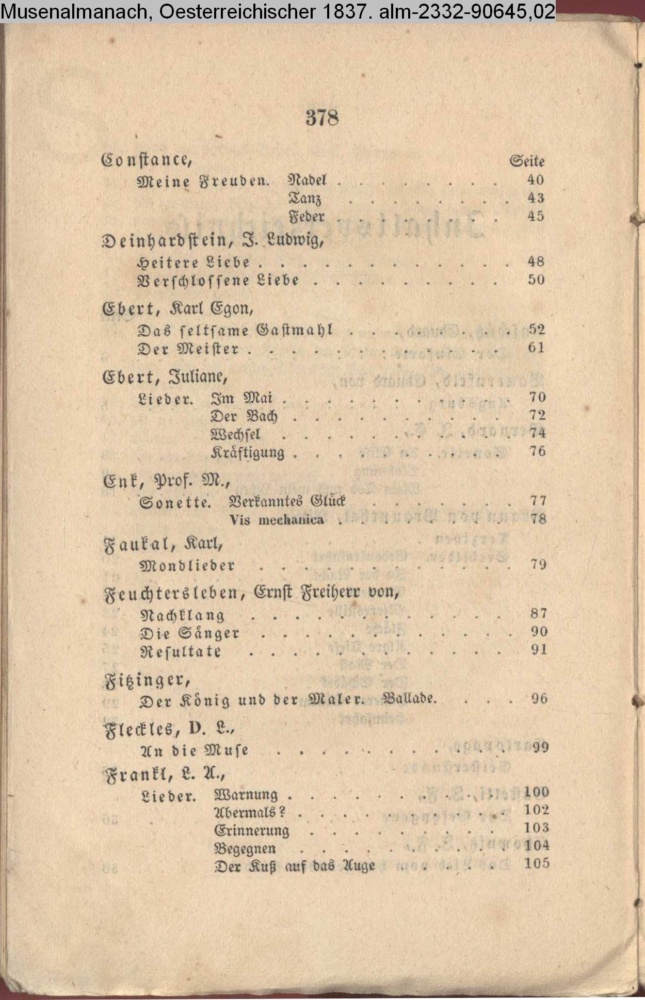 Musenalmanach, Oesterreichischer 1837. alm-2332-90645,02
378
Constance, Seite
Meine Freuden. Nadel . . . . . . . . 40
Tanz . . . . . . . . 43
Feder . . . . . . . . 45
Deinhardstein, J. Ludwig,
Heitere Liebe . . . . . . . . . . . . 48
Verschlossene Liebe . . . . . . . . . 50
Ebert, Karl Egon,
Das seltsame Gastmahl . . . . . . . . 52
Der Meister . . . . . . . . . . . . 61
Ebert, Juliane,
Lieder. Im Mai . . . . . . . . . . 70
Der Bach . . . . . . . . . . 72
Wechsel . . . . . . . . . . 74
Kräftigung . . . . . . . . . . 76
Enk, Prof. M.,
Sonette. Verkanntes Glück . . . . . . . 77
Vis mechanica . . . . . . . . 78
Faukal, Karl,
Mondlieder . . . . . . . . . . . . 79
Feuchtersleben, Ernst Freiherr von,
Nachklang . . . . . . . . . . . . 87
Die Sänger . . . . . . . . . . . . 90
Resultate . . . . . . . . . . . . 91
Fitzinger,
Der König und der Maler. Ballade. . . . . 96
Fleckles, D. L.,
An die Muse . . . . . . . . . . . 99
Frankl, L. A.,
Lieder. Warnung . . . . . . . . . . 100
Abermals? . . . . . . . . . . 102
Erinnerung . . . . . . . . . 103
Begegnen . . . . . . . . . . 104
Der Kuß auf das Auge . . . . . . 105